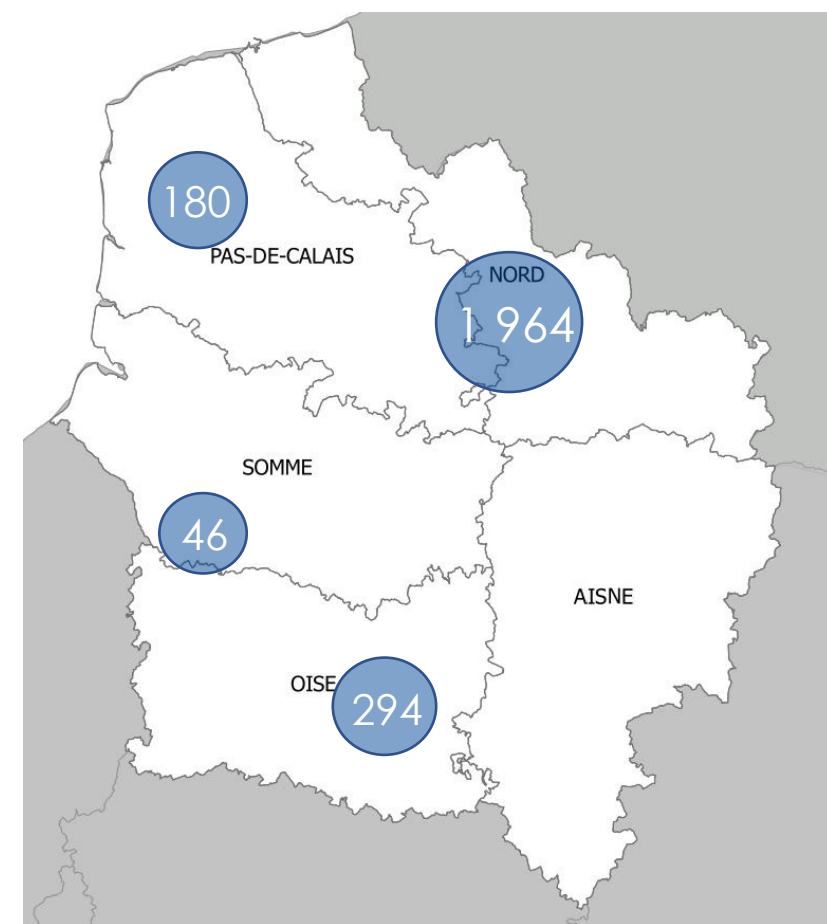 180
PAS-DE-CALAIS
NORD
1 964
SOMME
46
AISNE
OISE
294